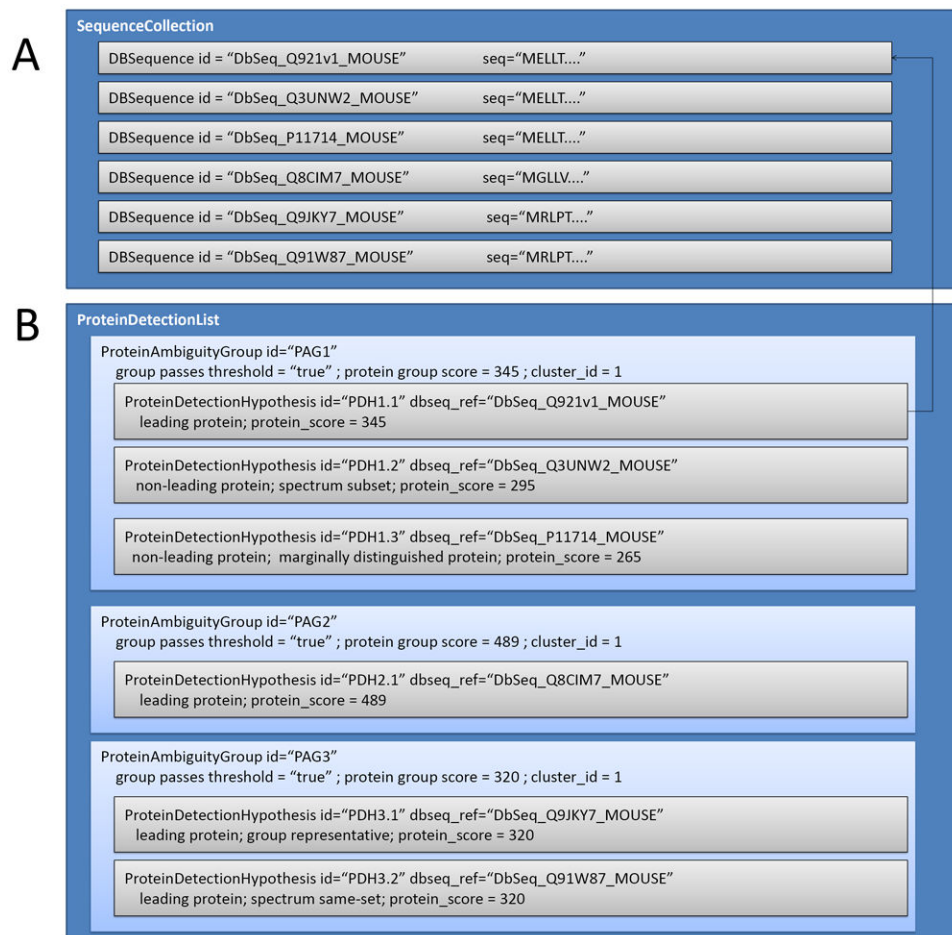 A
SequenceCollection
DBSequence id = “DbSeq_Q921v1_MOUSE” seq=“MELLT....”
DBSequence id = “DbSeq_Q3UNW2_MOUSE” seq=“MELLT....”
DBSequence id = “DbSeq_P11714_MOUSE” seq=“MELLT....”
DBSequence id = “DbSeq_Q8CIM7_MOUSE” seq=“MGLLV....”
DBSequence id = “DbSeq_Q9JKY7_MOUSE” seq=“MRLPT....”
DBSequence id = “DbSeq_Q91W87_MOUSE” seq=“MRLPT....”
B
ProteinDetectionList
ProteinAmbiguityGroup id=“PAG1”
group passes threshold = “true” ; protein group score = 345 ; cluster_id = 1
ProteinDetectionHypothesis id=“PDH1.1” dbseq_ref=“DbSeq_Q921v1_MOUSE”
leading protein; protein_score = 345
ProteinDetectionHypothesis id=“PDH1.2” dbseq_ref=“DbSeq_Q3UNW2_MOUSE”
non-leading protein; spectrum subset; protein_score = 295
ProteinDetectionHypothesis id=“PDH1.3” dbseq_ref=“DbSeq_P11714_MOUSE”
non-leading protein; marginally distinguished protein; protein_score = 265
ProteinAmbiguityGroup id=“PAG2”
group passes threshold = “true” ; protein group score = 489 ; cluster_id = 1
ProteinDetectionHypothesis id=“PDH2.1” dbseq_ref=“DbSeq_Q8CIM7_MOUSE”
leading protein; protein_score = 489
ProteinAmbiguityGroup id=“PAG3”
group passes threshold = “true” ; protein group score = 320 ; cluster_id = 1
ProteinDetectionHypothesis id=“PDH3.1” dbseq_ref=“DbSeq_Q9JKY7_MOUSE”
leading protein; group representative; protein_score = 320
ProteinDetectionHypothesis id=“PDH3.2” dbseq_ref=“DbSeq_Q91W87_MOUSE”
leading protein; spectrum same-set; protein_score = 320